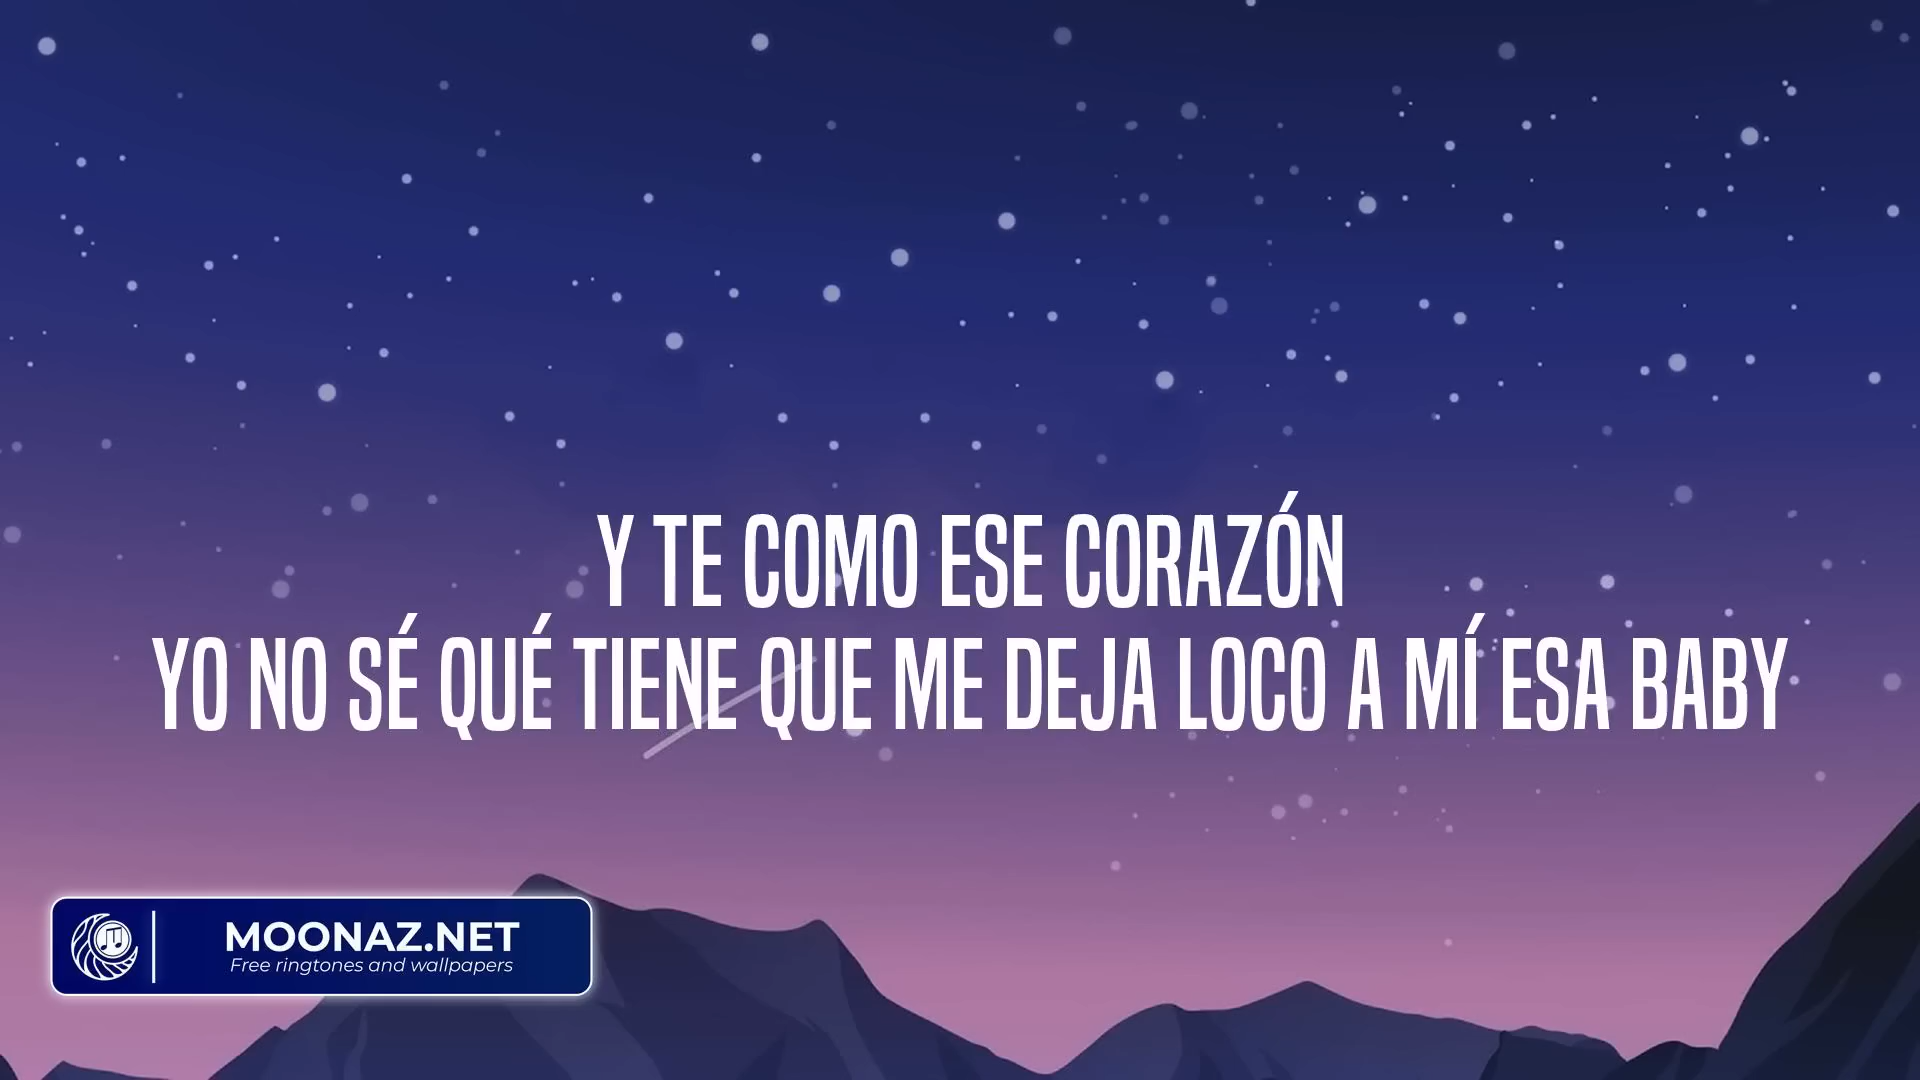 Y TE COMO ESE CORAZÓN
YO NO SÉ QUÉ TIENE QUE ME DEJA LOCO A MÍ ESA BABY
MOONAZ.NET
Free ringtones and wallpapers